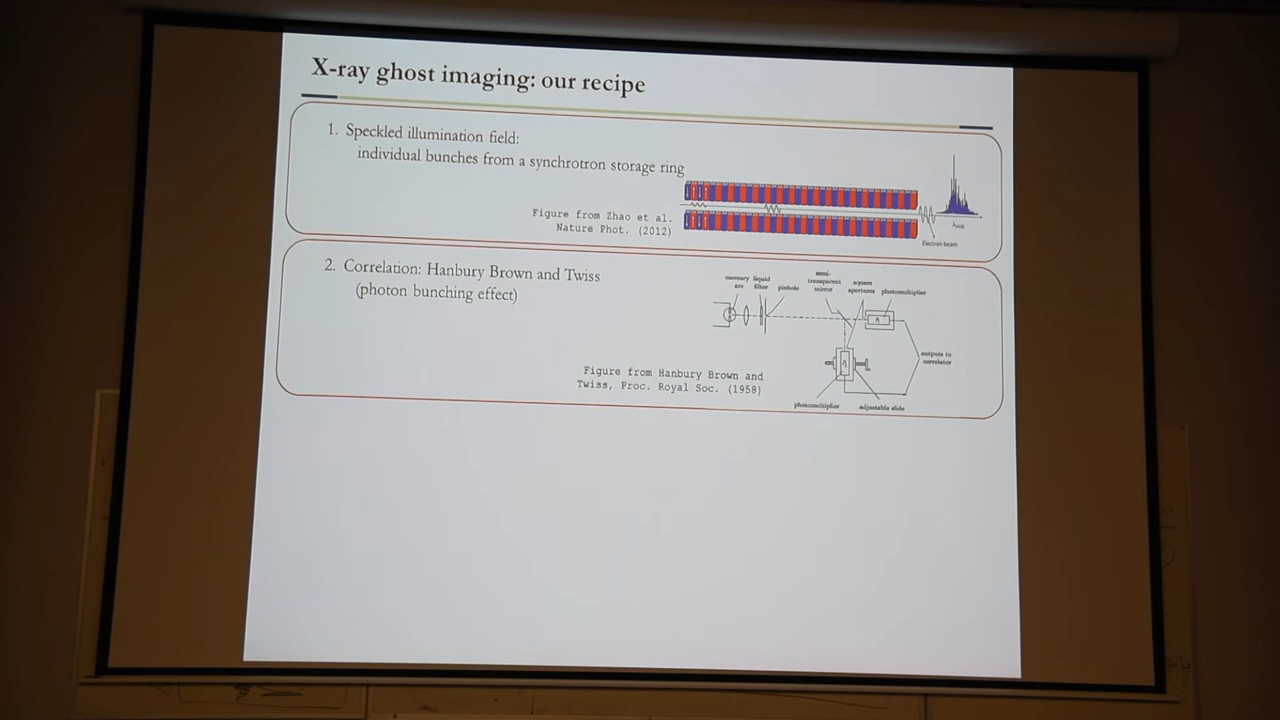 X-ray ghost imaging: our recipe
1. Speckled illumination field:
individual bunches from a synchrotron storage ring
Figure from Zhao et al.
Nature Phot. (2012)
Electron beam
2. Correlation: Hanbury Brown and Twiss
(photon bunching effect)
mercury arc
liquid filter
pinhole
semi-transparent mirror
square apertures
photomultiplier
outputs to correlator
Figure from Hanbury Brown and
Twiss, Proc. Royal Soc. (1958)
photomultiplier
adjustable slide